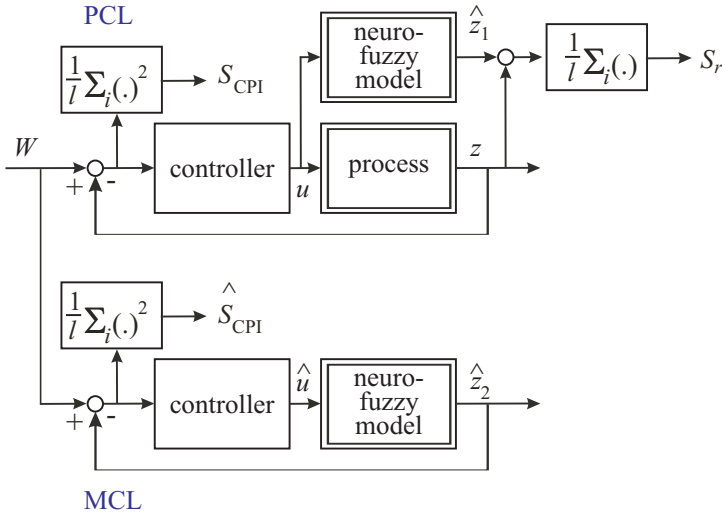 PCL
1/l Σi(.)²
SCPI
neuro-
fuzzy
model
ẑ1
1/l Σi(.)
Sr
W
+
-
controller
u
process
z
1/l Σi(.)²
ŜCPI
+
-
controller
û
neuro-
fuzzy
model
ẑ2
MCL